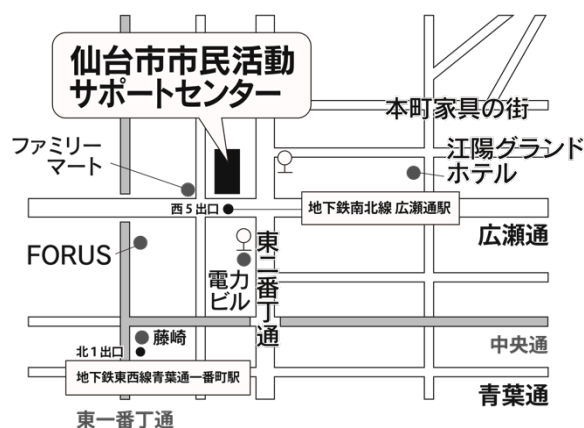 仙台市市民活動
サポートセンター
本町家具の街
ファミリー
マート
江陽グランド
ホテル
西5出口
地下鉄南北線 広瀬通駅
広瀬通
FORUS
東二番丁通
電力
ビル
藤崎
中央通
北1出口
地下鉄東西線青葉通一番町駅
青葉通
東一番丁通